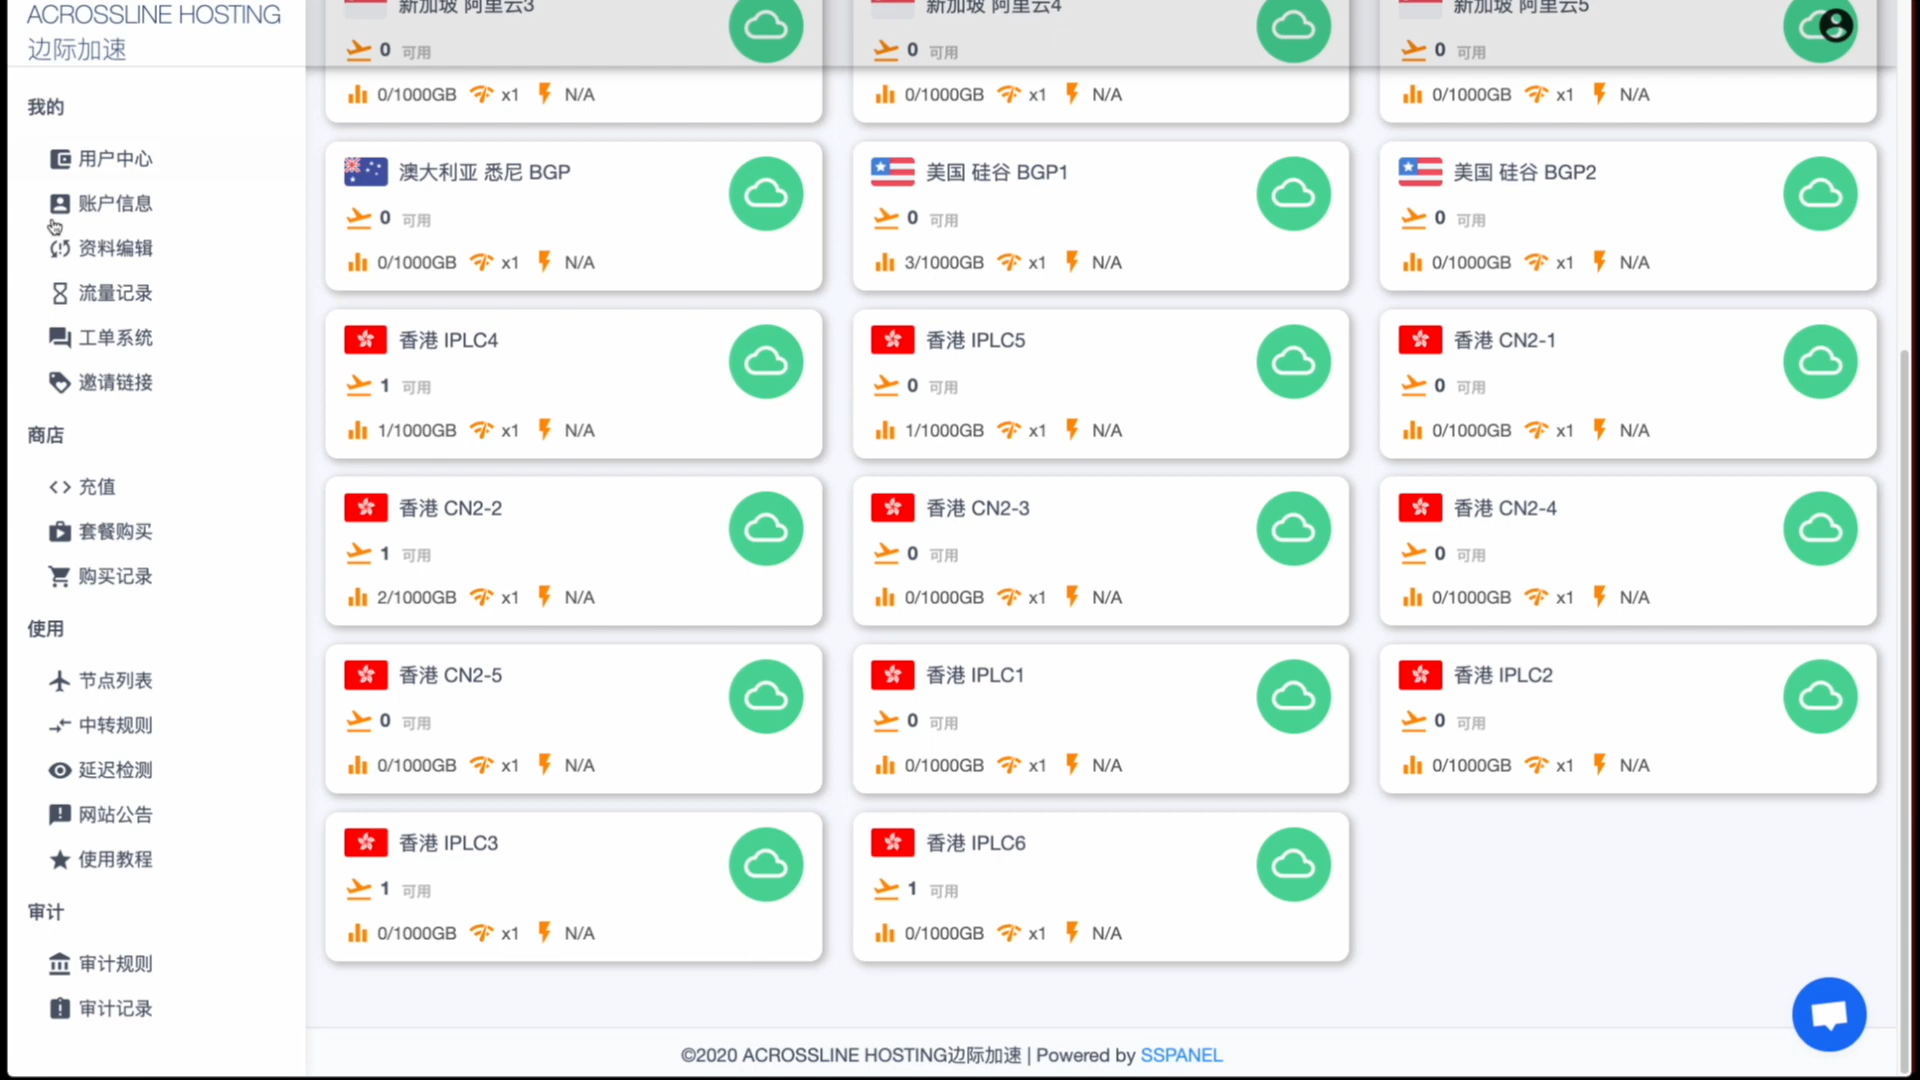 ACROSSLINE HOSTING
边际加速
我的
用户中心
账户信息
资料编辑
流量记录
工单系统
邀请链接
商店
充值
套餐购买
购买记录
使用
节点列表
中转规则
延迟检测
网站公告
使用教程
审计
审计规则
审计记录
新加坡 阿里云3
0 可用
0/1000GB x1 N/A
新加坡 阿里云4
0 可用
0/1000GB x1 N/A
新加坡 阿里云5
0 可用
0/1000GB x1 N/A
澳大利亚 悉尼 BGP
0 可用
0/1000GB x1 N/A
美国 硅谷 BGP1
0 可用
3/1000GB x1 N/A
美国 硅谷 BGP2
0 可用
0/1000GB x1 N/A
香港 IPLC4
1 可用
1/1000GB x1 N/A
香港 IPLC5
0 可用
1/1000GB x1 N/A
香港 CN2-1
0 可用
0/1000GB x1 N/A
香港 CN2-2
1 可用
2/1000GB x1 N/A
香港 CN2-3
0 可用
0/1000GB x1 N/A
香港 CN2-4
0 可用
0/1000GB x1 N/A
香港 CN2-5
0 可用
0/1000GB x1 N/A
香港 IPLC1
0 可用
0/1000GB x1 N/A
香港 IPLC2
0 可用
0/1000GB x1 N/A
香港 IPLC3
1 可用
0/1000GB x1 N/A
香港 IPLC6
1 可用
0/1000GB x1 N/A
©2020 ACROSSLINE HOSTING边际加速 | Powered by SSPANEL